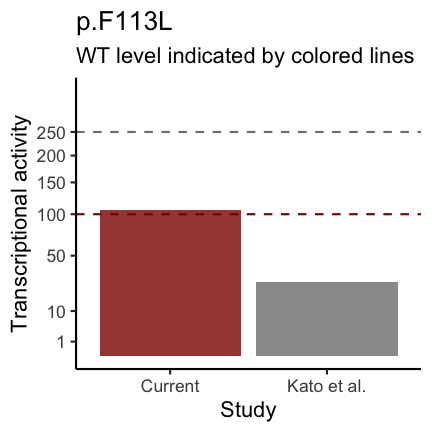 p.F113L
WT level indicated by colored lines
Transcriptional activity
250
200
150
100
50
10
1
Current
Kato et al.
Study